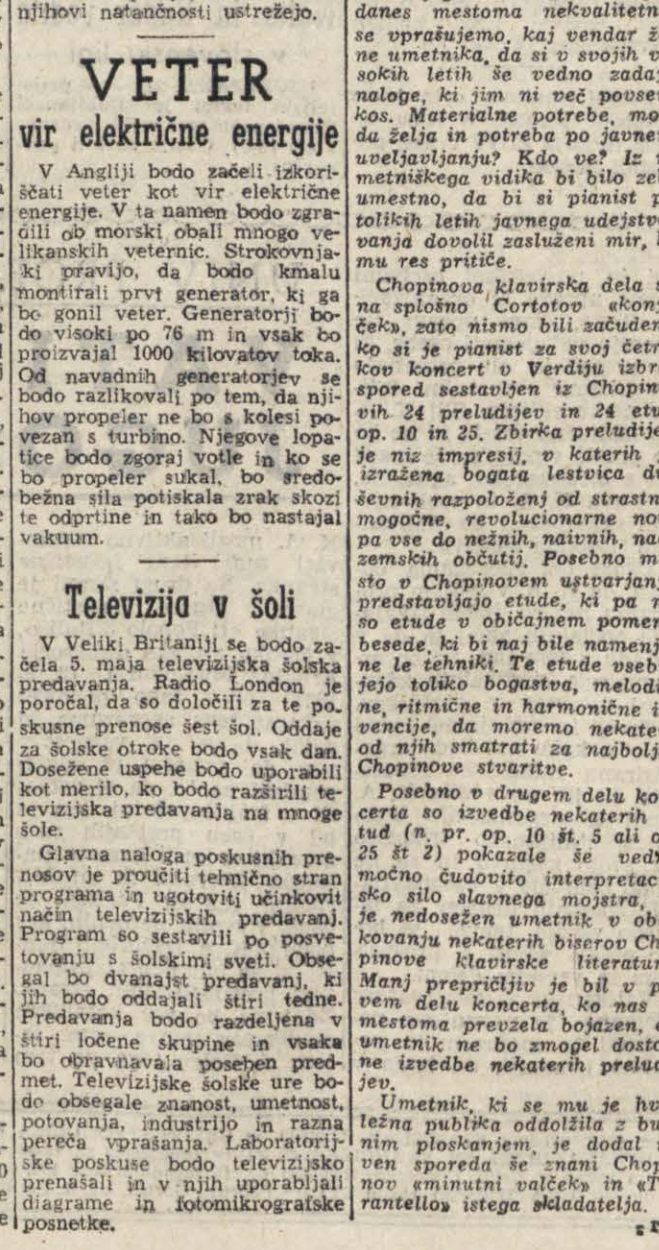 njihovi natančnosti ustrežejo.
VETER
vir električne energije
V Angliji bodo začeli izkori-
ščati veter kot vir električne
energije. V ta namen bodo zgra-
dili ob morski obali mnogo ve-
likanskih veternic. Strokovnja-
ki pravijo, da bodo kmalu
montirali prvi generator, ki ga
bo gonil veter. Generatorji bo-
do visoki po 76 m in vsak bo
proizvajal 1000 kilovatov toka.
Od navadnih generatorjev se
bodo razlikovali po tem, da nji-
hov propeler ne bo s kolesi po-
vezan s turbino. Njegove lopa-
tice bodo zgoraj votle in ko se
bo propeler sukal, bo sredo-
bežna sila potiskala zrak skozi
te odprtine in tako bo nastajal
vakuum.
Televizija v šoli
V Veliki Britaniji se bodo za-
čela 5. maja televizijska šolska
predavanja. Radio London je
poročal, da so določili za te po-
skusne prenose šest šol. Oddaje
za šolske otroke bodo vsak dan.
Dosežene uspehe bodo uporabili
kot merilo, ko bodo razširili te-
levizijska predavanja na mnoge
šole.
Glavna naloga poskusnih pre-
nosov je proučiti tehnično stran
programa in ugotoviti učinkovit
način televizijskih predavanj.
Program so sestavili po posve-
tovanju s šolskimi sveti. Obse-
gal bo dvanajst predavanj, ki
jih bodo oddajali štiri tedne.
Predavanja bodo razdeljena v
štiri ločene skupine in vsaka
bo obravnavala poseben pred-
met. Televizijske šolske ure bo-
do obsegale znanost, umetnost,
potovanja, industrijo in razna
pereča vprašanja. Laboratorij-
ske poskuse bodo televizijsko
prenašali in v njih uporabljali
diagrame in fotomikrografske
posnetke.
danes mestoma nekvalitetn
se vprašujemo, kaj vendar ž
ne umetnika, da si v svojih v
sokih letih še vedno zada
naloge, ki jim ni več povse
kos. Materialne potrebe, mo
da želja in potreba po javne
uveljavljanju? Kdo ve? Iz
metniškega vidika bi bilo ze
umestno, da bi si pianist p
tolikih letih javnega udejstv
vanja dovolil zasluženi mir,
mu res pritiče.
Chopinova klavirska dela s
na splošno Cortotov «konj
ček», zato nismo bili začuden
ko si je pianist za svoj četr
kov koncert v Verdiju izbr
spored sestavljen iz Chopin
vih 24 preludijev in 24 etu
op. 10 in 25. Zbirka preludije
je niz impresij, v katerih
izražena bogata lestvica du
ševnih razpoloženj od strastn
mogočne, revolucionarne no
pa vse do nežnih, naivnih, na
zemskih občutij. Posebno m
sto v Chopinovem ustvarjan
predstavljajo etude, ki pa n
so etude v običajnem pomen
besede, ki bi naj bile namenj
ne le tehniki. Te etude vseb
jejo toliko bogastva, melodi
ne, ritmične in harmonične i
vencije, da moremo nekate
od njih smatrati za najbolj
Chopinove stvaritve.
Posebno v drugem delu ko
certa so izvedbe nekaterih
tud (n. pr. op. 10 št. 5 ali o
25 št 2) pokazale še ved
močno čudovito interpretac
sko silo slavnega mojstra,
je nedosežen umetnik v ob
kovanju nekaterih biserov Ch
pinove klavirske literatur
Manj prepričljiv je bil v p
vem delu koncerta, ko nas
mestoma prevzela bojazen,
umetnik ne bo zmogel dosto
ne izvedbe nekaterih prelud
jev.
Umetnik, ki se mu je hv
ležna publika oddolžila z bu
nim ploskanjem, je dodal
ven sporeda še znani Chop
nov «minutni valček» in «T
rantello» istega skladatelja.